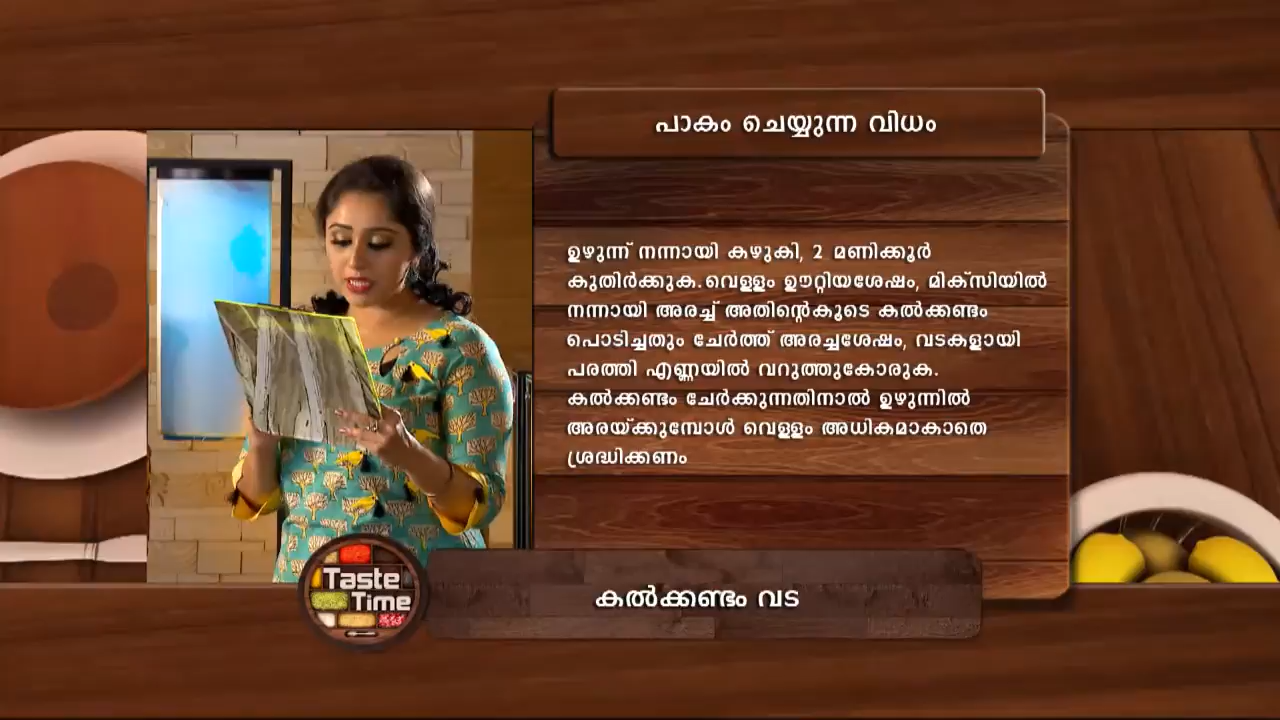 പാകം ചെയ്യുന്ന വിധം
ഉഴുന്ന് നന്നായി കഴുകി, 2 മണിക്കൂർ
കുതിർക്കുക.വെള്ളം ഊറ്റിയശേഷം, മിക്സിയിൽ
നന്നായി അരച്ച് അതിന്റെകൂടെ കൽക്കണ്ടം
പൊടിച്ചതും ചേർത്ത് അരച്ചശേഷം, വടകളായി
പരത്തി എണ്ണയിൽ വറുത്തുകോരുക.
കൽക്കണ്ടം ചേർക്കുന്നതിനാൽ ഉഴുന്നിൽ
അരയ്ക്കുമ്പോൾ വെള്ളം അധികമാകാതെ
ശ്രദ്ധിക്കണം
Taste
Time
കൽക്കണ്ടം വട